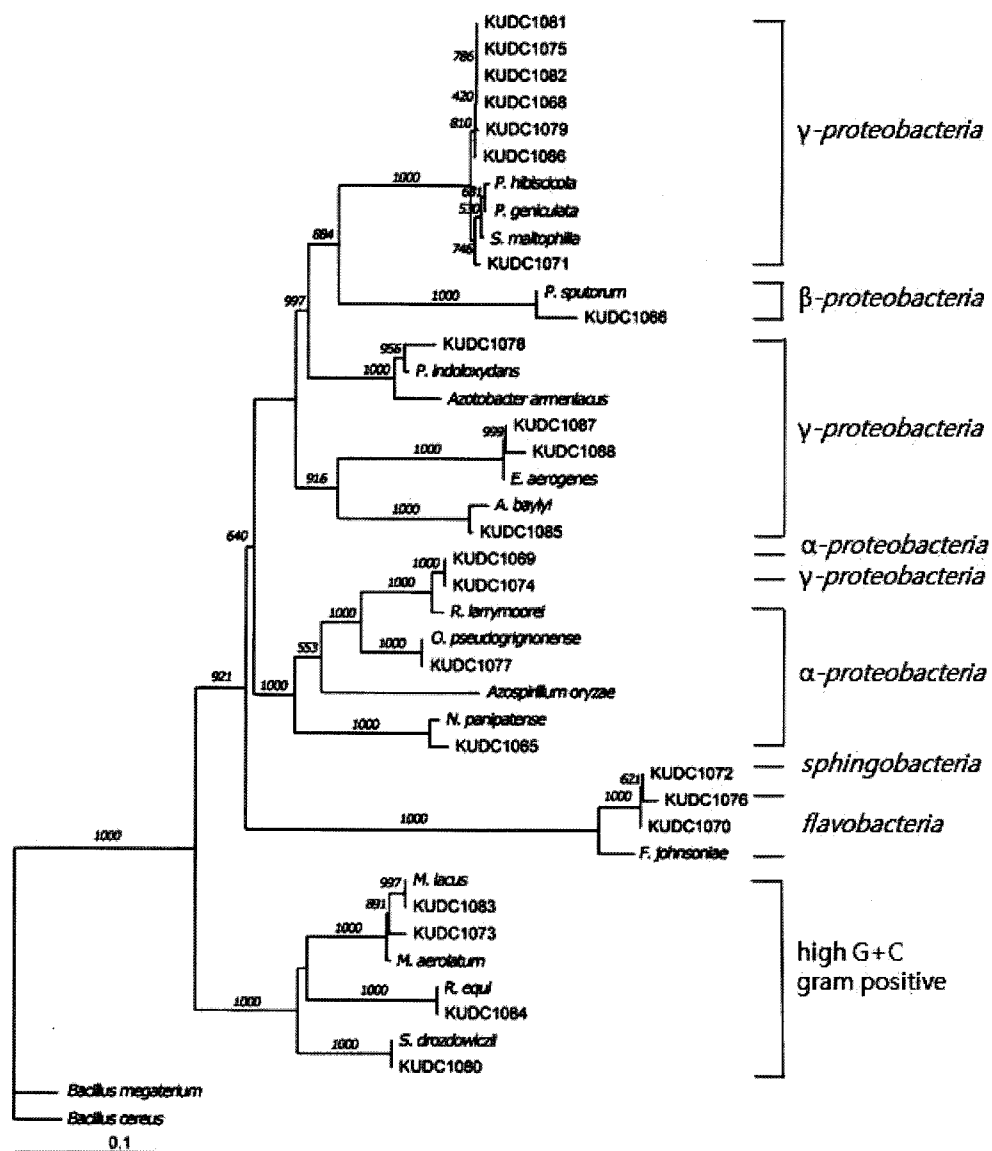 KUDC1081
KUDC1075
786
KUDC1082
420
KUDC1068
810
KUDC1079
KUDC1086
γ-proteobacteria
1000
P. hibiscicola
681
P. geniculata
530
S. maltophilia
746
KUDC1071
884
1000
P. sputorum
KUDC1066
β-proteobacteria
997
KUDC1078
956
P. indoloxydans
1000
Azotobacter armeniacus
KUDC1087
999
KUDC1088
1000
E. aerogenes
916
A. baylyi
1000
KUDC1085
γ-proteobacteria
640
KUDC1069
α-proteobacteria
1000
KUDC1074
γ-proteobacteria
1000
R. larrymoorei
1000
O. pseudogrignonense
1000
KUDC1077
553
Azospirillum oryzae
921
1000
N. panipatense
1000
KUDC1065
α-proteobacteria
KUDC1072
sphingobacteria
621
KUDC1076
1000
KUDC1070
flavobacteria
1000
F. johnsoniae
1000
M. lacus
997
KUDC1083
891
KUDC1073
1000
M. aerolatum
high G+C
gram positive
R. equi
1000
KUDC1084
1000
S. drozdowiczii
1000
KUDC1080
Bacillus megaterium
Bacillus cereus
0.1